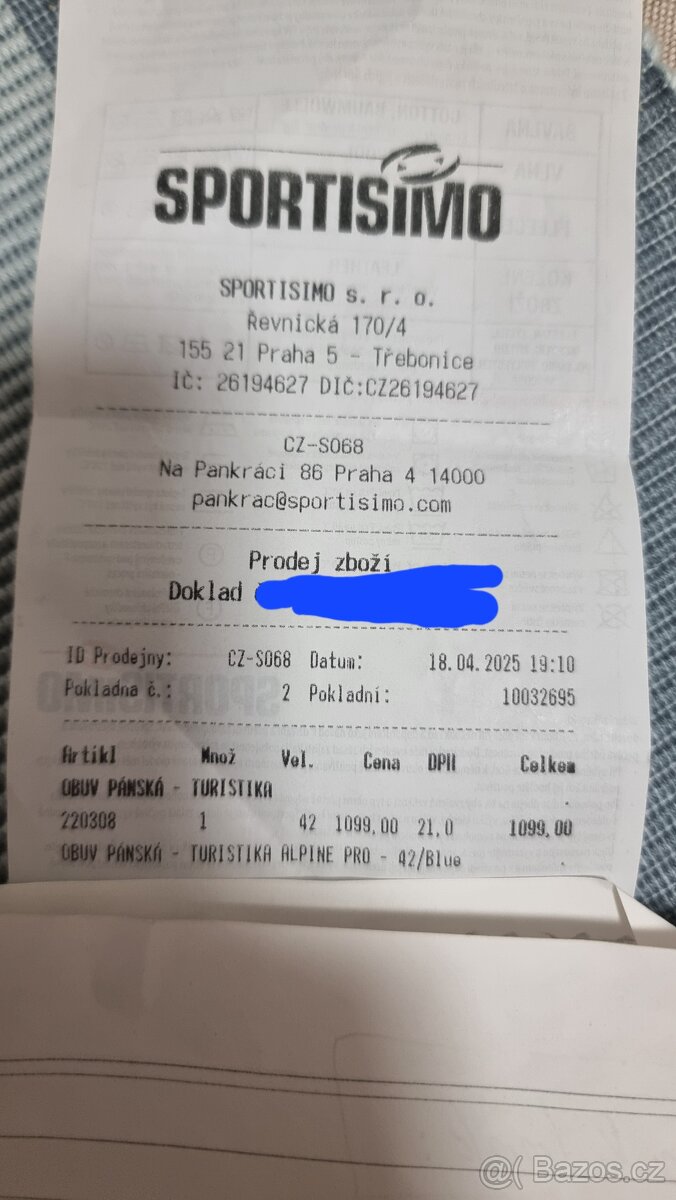 SPORTISIMO
SPORTISIMO s. r. o.
Řevnická 170/4
155 21 Praha 5 - Třebonice
IČ: 26194627 DIČ:CZ26194627
CZ-S068
Na Pankráci 86 Praha 4 14000
pankrac@sportisimo.com
Prodej zboží
Doklad
ID Prodejny: CZ-S068 Datum: 18.04.2025 19:10
Pokladna č.: 2 Pokladní: 10032695
Artikl Množ Vel. Cena DPH Celkem
OBUV PÁNSKÁ - TURISTIKA
220308 1 42 1099,00 21,0 1099,00
OBUV PÁNSKÁ - TURISTIKA ALPINE PRO - 42/Blue
Bazos.cz